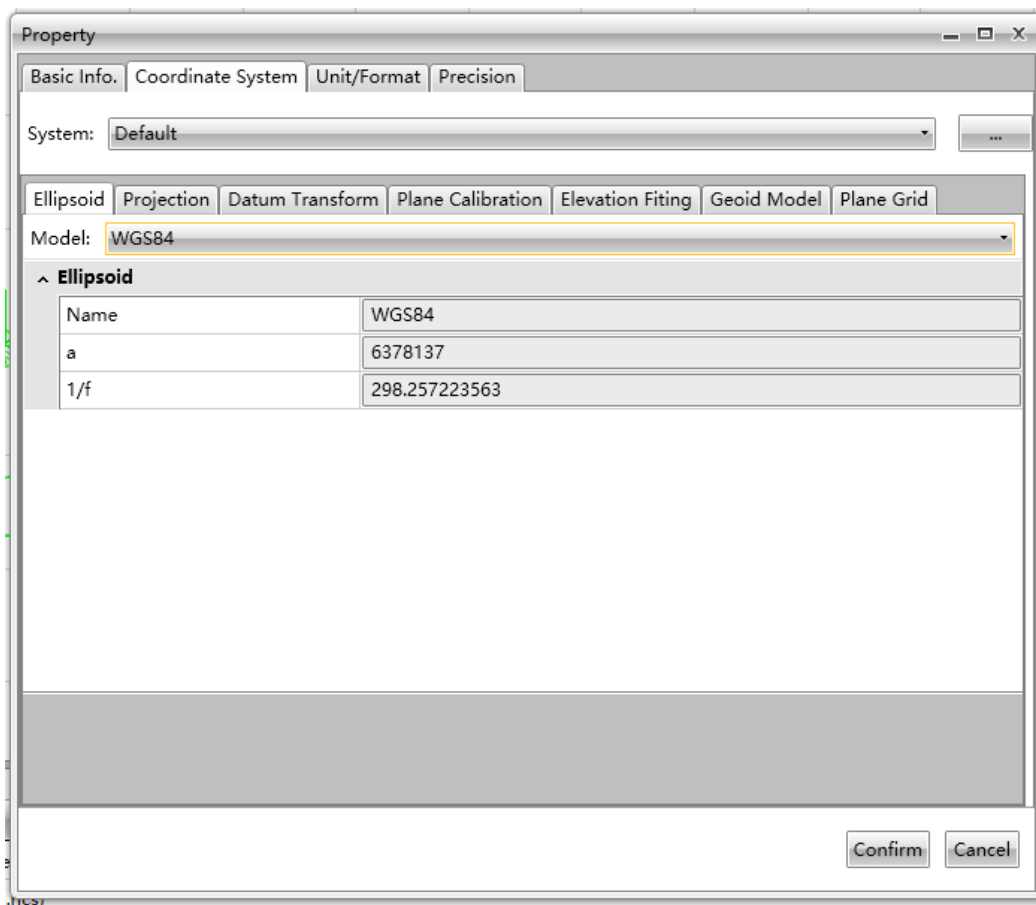 Property
Basic Info. Coordinate System Unit/Format Precision
System: Default ...
Ellipsoid Projection Datum Transform Plane Calibration Elevation Fiting Geoid Model Plane Grid
Model: WGS84
Ellipsoid
Name WGS84
a 6378137
1/f 298.257223563
Confirm Cancel